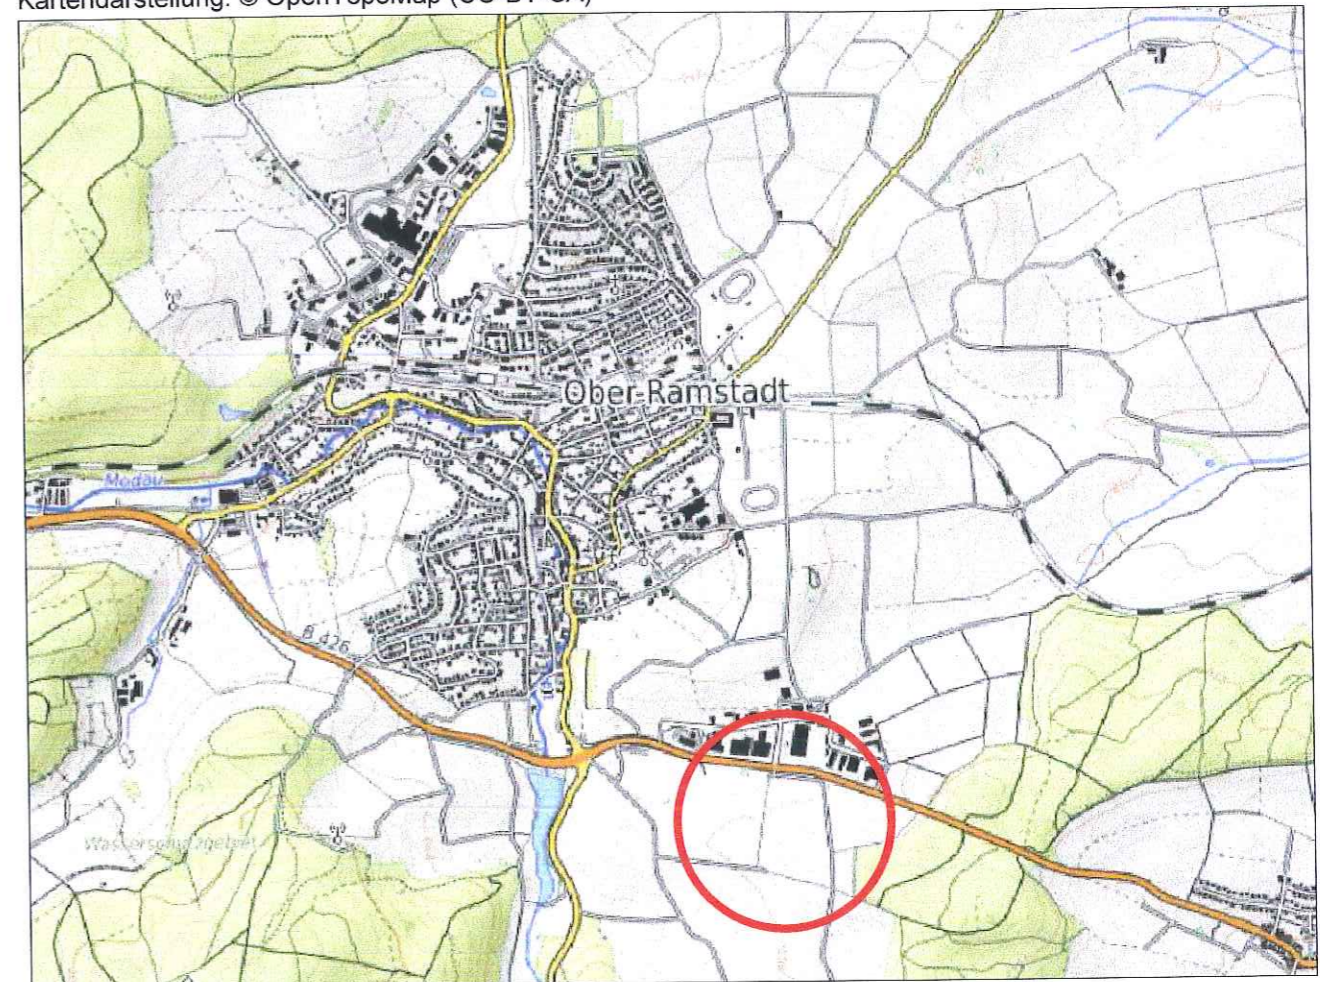 Kartendarstellung: © OpenTopoMap (CC-BY-SA)
Ober-Ramstadt
Modau
B 426
Wasserschutzgebiet